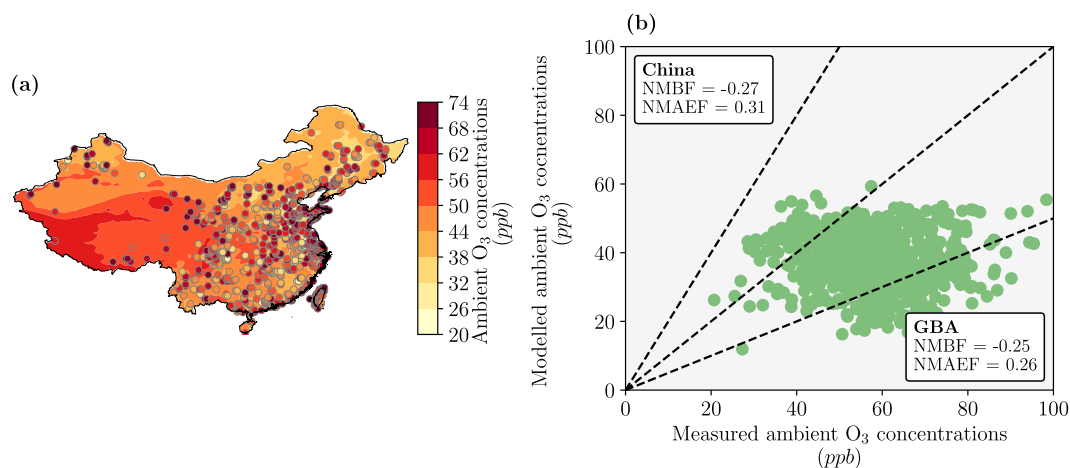 (a)
74
68
62
56
50
44
38
32
26
20
Ambient O₃ concentrations
(ppb)
(b)
100
80
60
40
20
0
Modelled ambient O₃ cocnentrations
(ppb)
China
NMBF = -0.27
NMAEF = 0.31
GBA
NMBF = -0.25
NMAEF = 0.26
0
20
40
60
80
100
Measured ambient O₃ concentrations
(ppb)